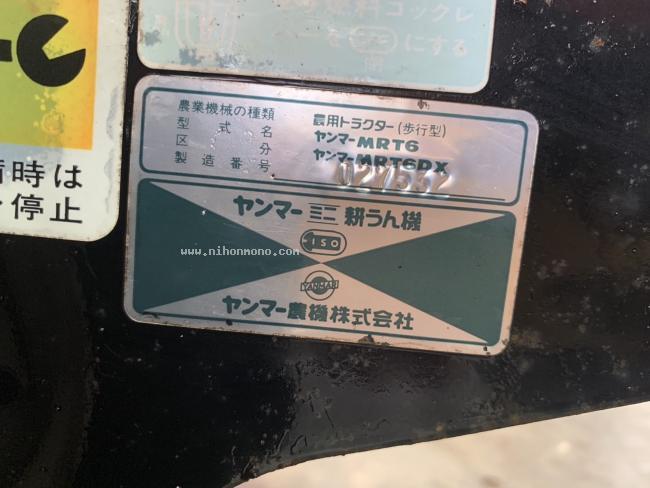 燃料コックレ
バーを にする
時は
停止
農業機械の種類 農用トラクター(歩行型)
型式名 ヤンマーMRT6
区分 ヤンマーMRT6DX
製造番号 027532
ヤンマーミニ耕うん機
ISO
www.nihonmono.com
YANMAR
ヤンマー農機株式会社